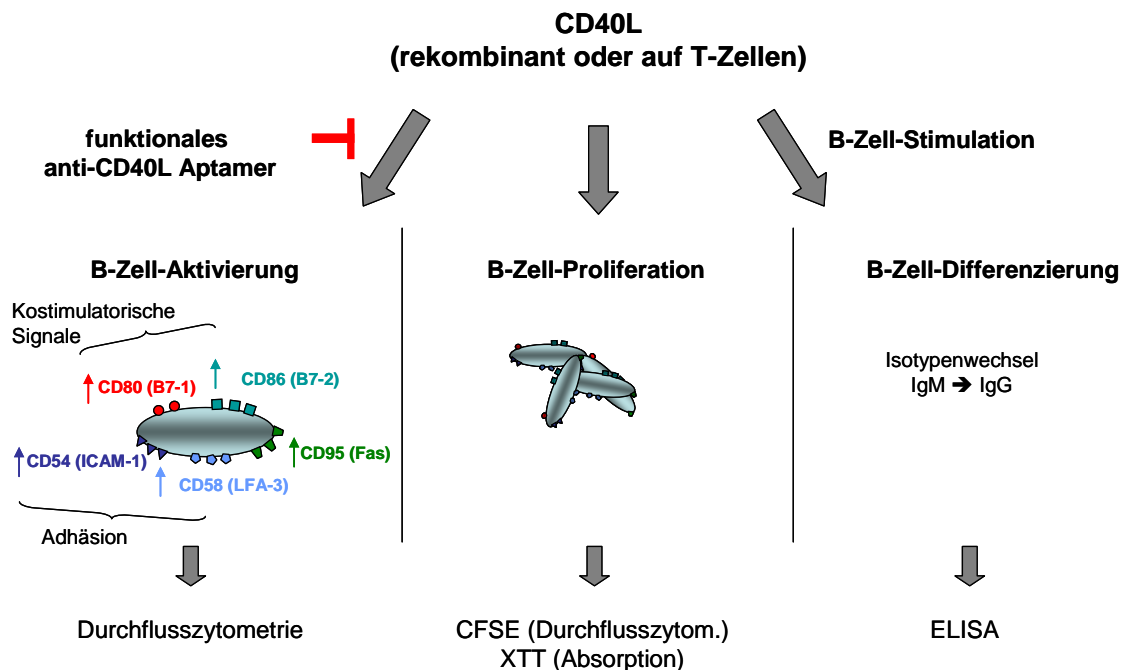 CD40L
(rekombinant oder auf T-Zellen)
funktionales
anti-CD40L Aptamer
B-Zell-Stimulation
B-Zell-Aktivierung
Kostimulatorische
Signale
CD80 (B7-1)
CD86 (B7-2)
CD54 (ICAM-1)
CD95 (Fas)
CD58 (LFA-3)
Adhäsion
Durchflusszytometrie
B-Zell-Proliferation
CFSE (Durchflusszytom.)
XTT (Absorption)
B-Zell-Differenzierung
Isotypenwechsel
IgM ➔ IgG
ELISA